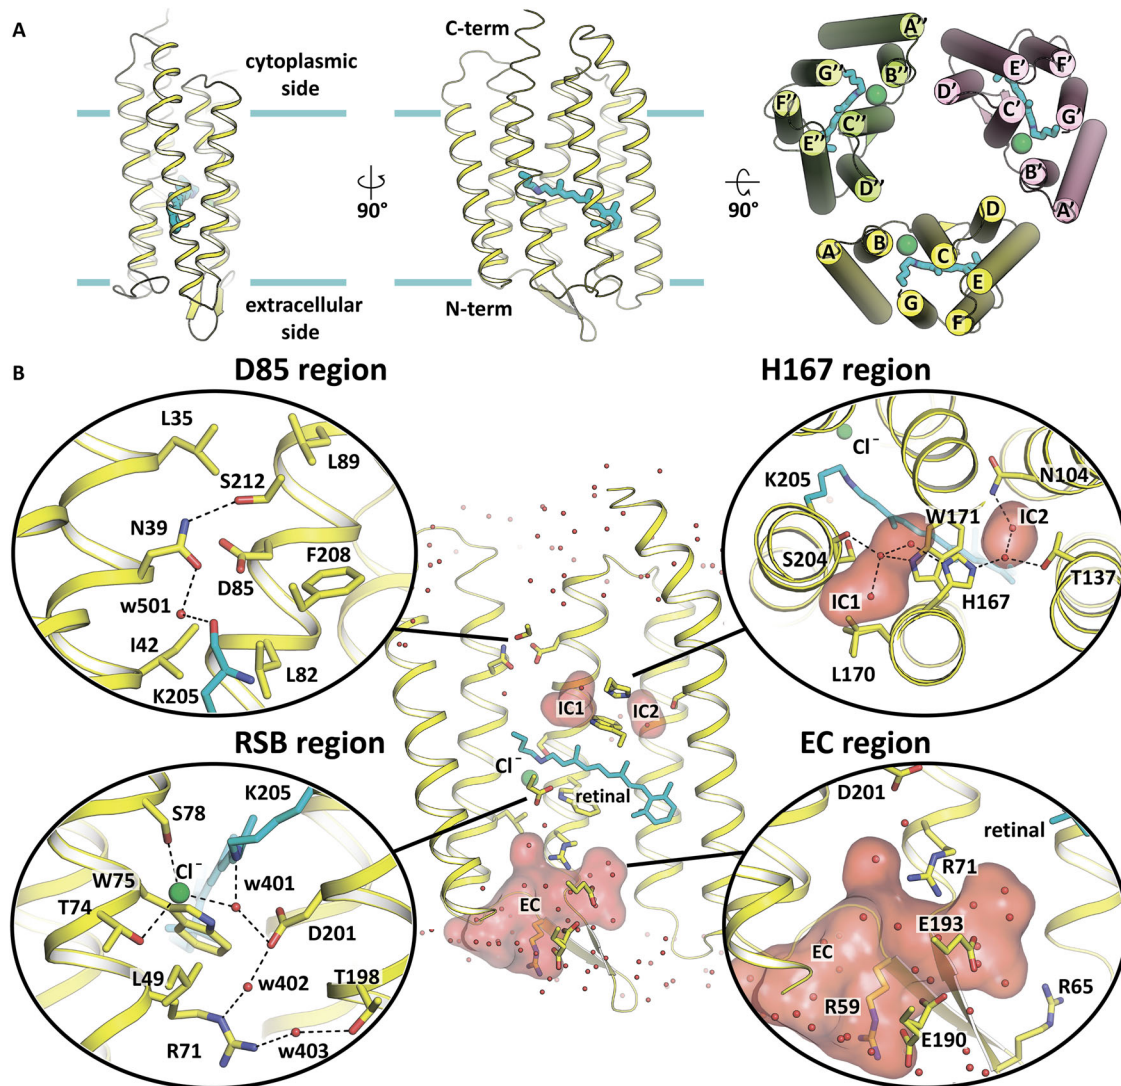 A
cytoplasmic
side
extracellular
side
90°
C-term
N-term
90°
A''
B''
G''
F''
C''
E''
D''
E'
F'
D'
C'
G'
B'
A'
D
B
A
C
E
G
F
B
D85 region
L35
L89
S212
N39
F208
D85
w501
I42
L82
K205
H167 region
Cl⁻
K205
N104
W171
IC2
S204
T137
IC1
H167
L170
IC1
IC2
Cl⁻
retinal
EC
RSB region
K205
S78
Cl⁻
w401
W75
T74
D201
L49
w402
T198
R71
w403
EC region
D201
retinal
R71
E193
EC
R65
R59
E190